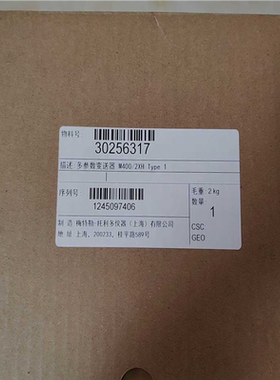 物料号
30256317
描述 多参数变送器 M400/2XH Type 1
序列号
1245097406
毛重 2kg
数量
1
制 造 梅特勒-托利多仪器(上海)有限公司
地 址 上海, 200233, 桂平路589号
CSC
GEO